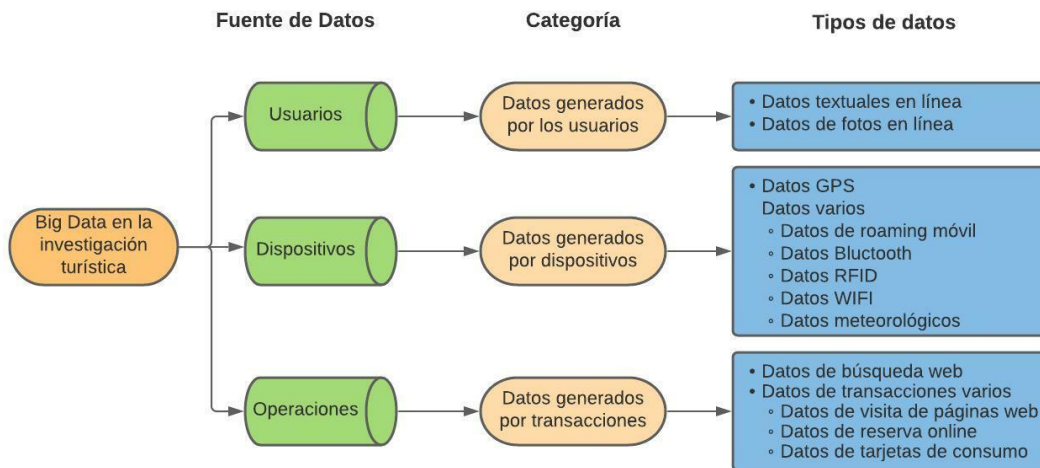 Fuente de Datos
Categoría
Tipos de datos
Big Data en la
investigación
turística
Usuarios
Datos generados
por los usuarios
• Datos textuales en línea
• Datos de fotos en línea
Dispositivos
Datos generados
por dispositivos
• Datos GPS
Datos varios
◦ Datos de roaming móvil
◦ Datos Bluctooth
◦ Datos RFID
◦ Datos WIFI
◦ Datos meteorológicos
Operaciones
Datos generados
por transacciones
• Datos de búsqueda web
• Datos de transacciones varios
◦ Datos de visita de páginas web
◦ Datos de reserva online
◦ Datos de tarjetas de consumo